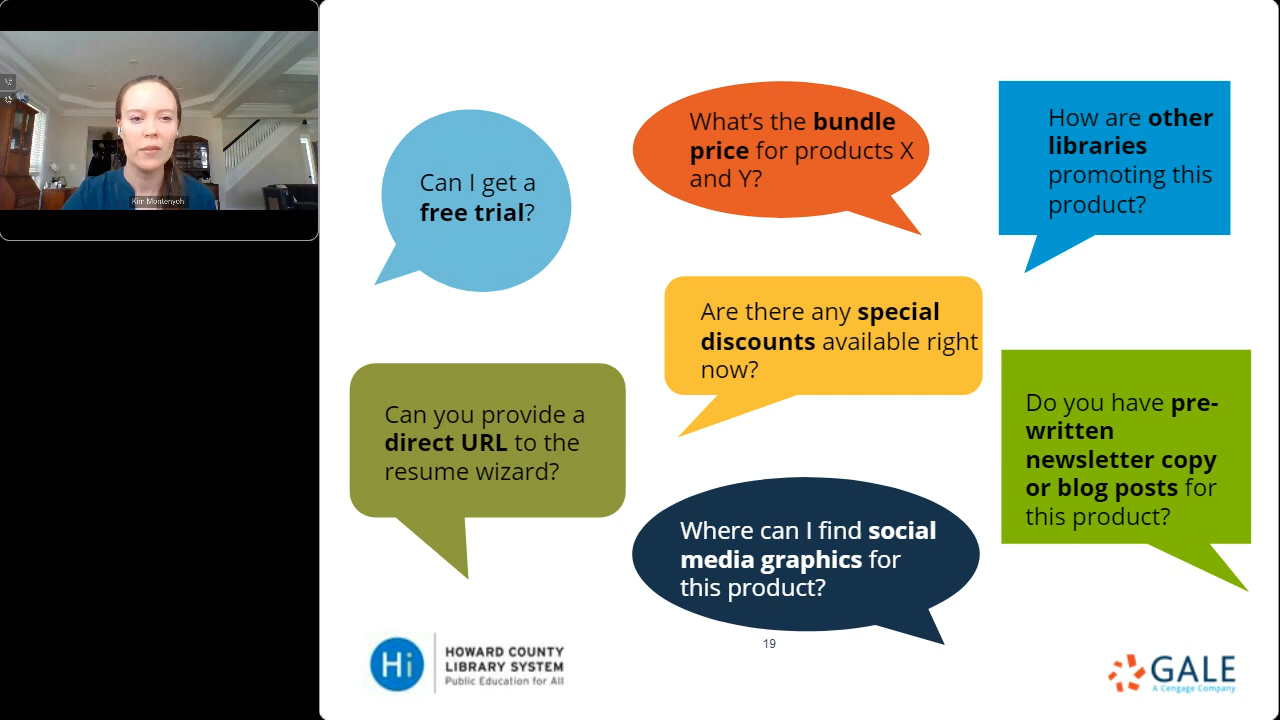 Kim Montenyohl
Can I get a
free trial?
What's the bundle
price for products X
and Y?
How are other
libraries
promoting this
product?
Are there any special
discounts available right
now?
Can you provide a
direct URL to the
resume wizard?
Do you have pre-
written
newsletter copy
or blog posts for
this product?
Where can I find social
media graphics for
this product?
19
Hi
HOWARD COUNTY
LIBRARY SYSTEM
Public Education for All
GALE
A Cengage Company